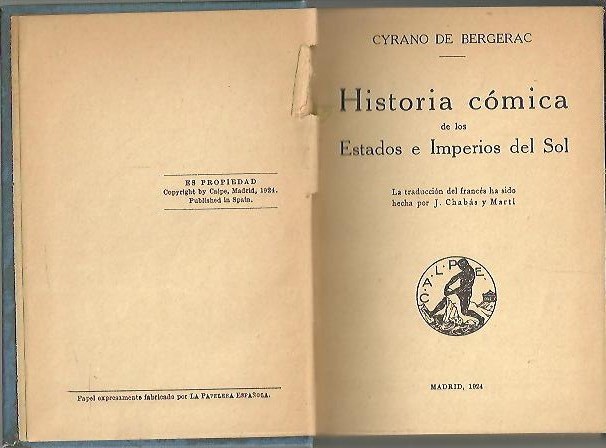 ES PROPIEDAD
Copyright by Calpe, Madrid, 1924.
Published in Spain.
Papel expresamente fabricado por LA PAPELERA ESPAÑOLA.
CYRANO DE BERGERAC
Historia cómica
de los
Estados e Imperios del Sol
La traducción del francés ha sido
hecha por J. Chabás y Martí
C.A.L.P.E.
MADRID, 1924